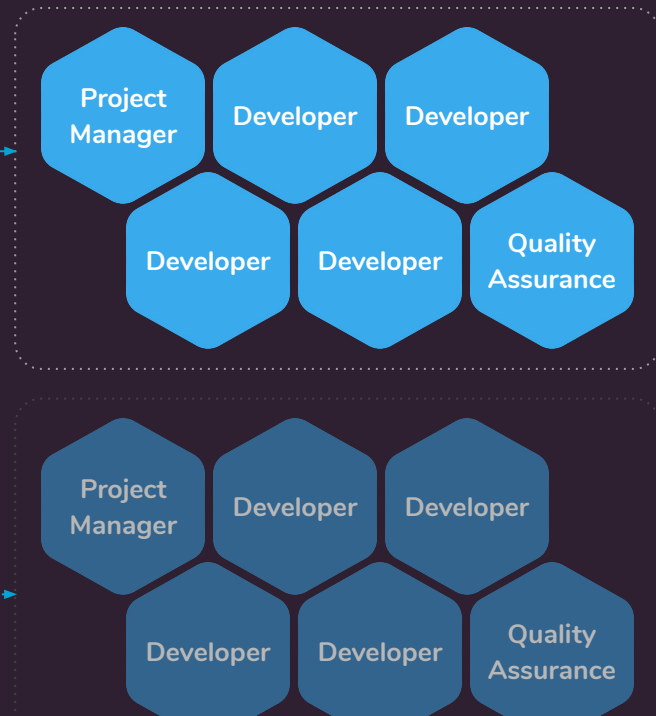 Project
Manager
Developer
Developer
Developer
Developer
Quality
Assurance
Project
Manager
Developer
Developer
Developer
Developer
Quality
Assurance